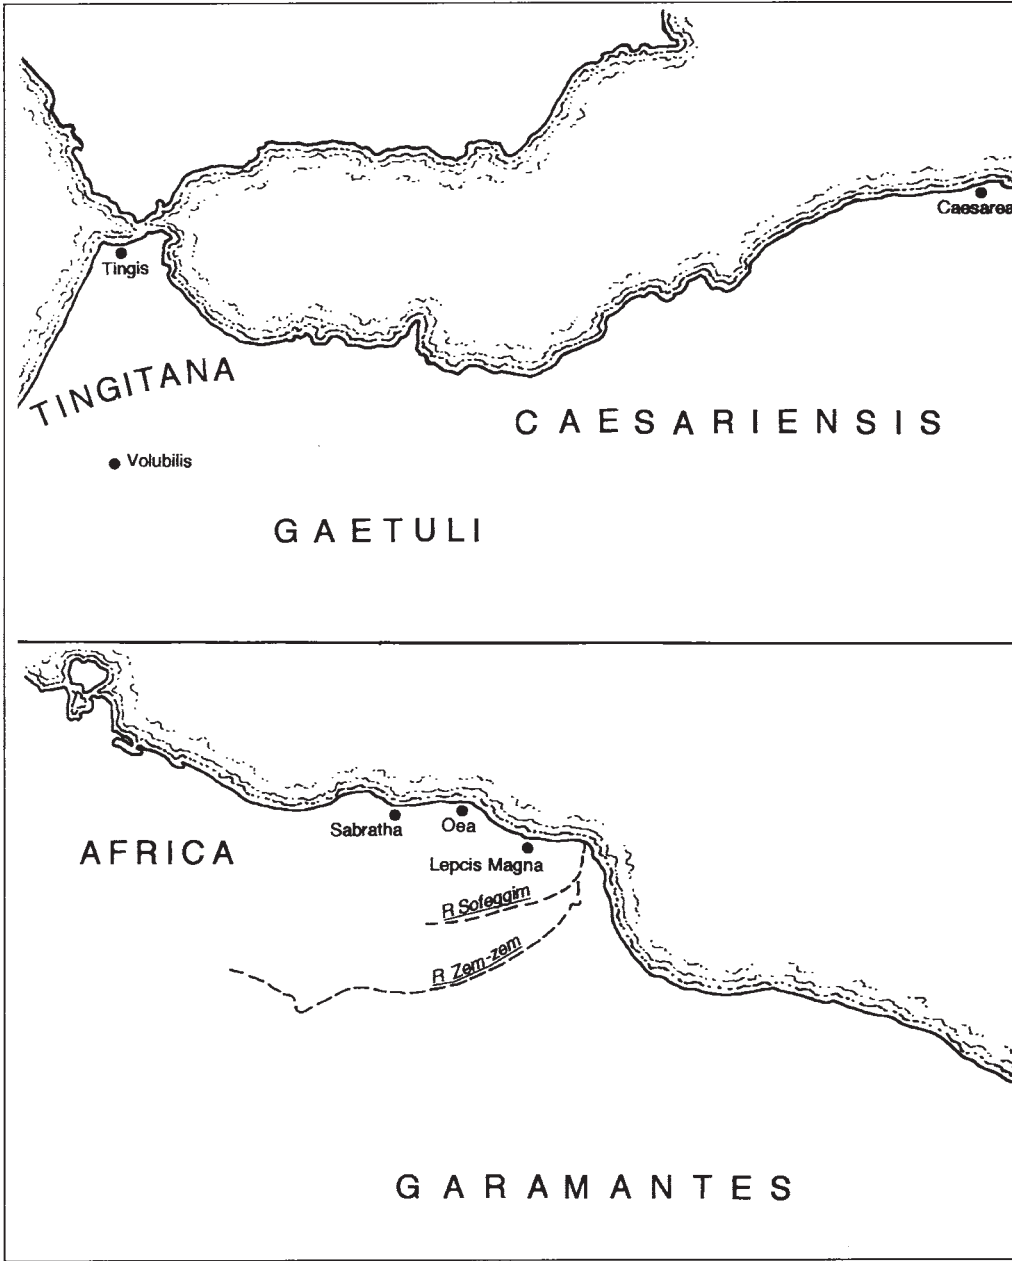 Caesarea
Tingis
TINGITANA
CAESARIENSIS
Volubilis
GAETULI
Sabratha
Oea
AFRICA
Lepcis Magna
R Sofeggim
R Zem-zem
GARAMANTES